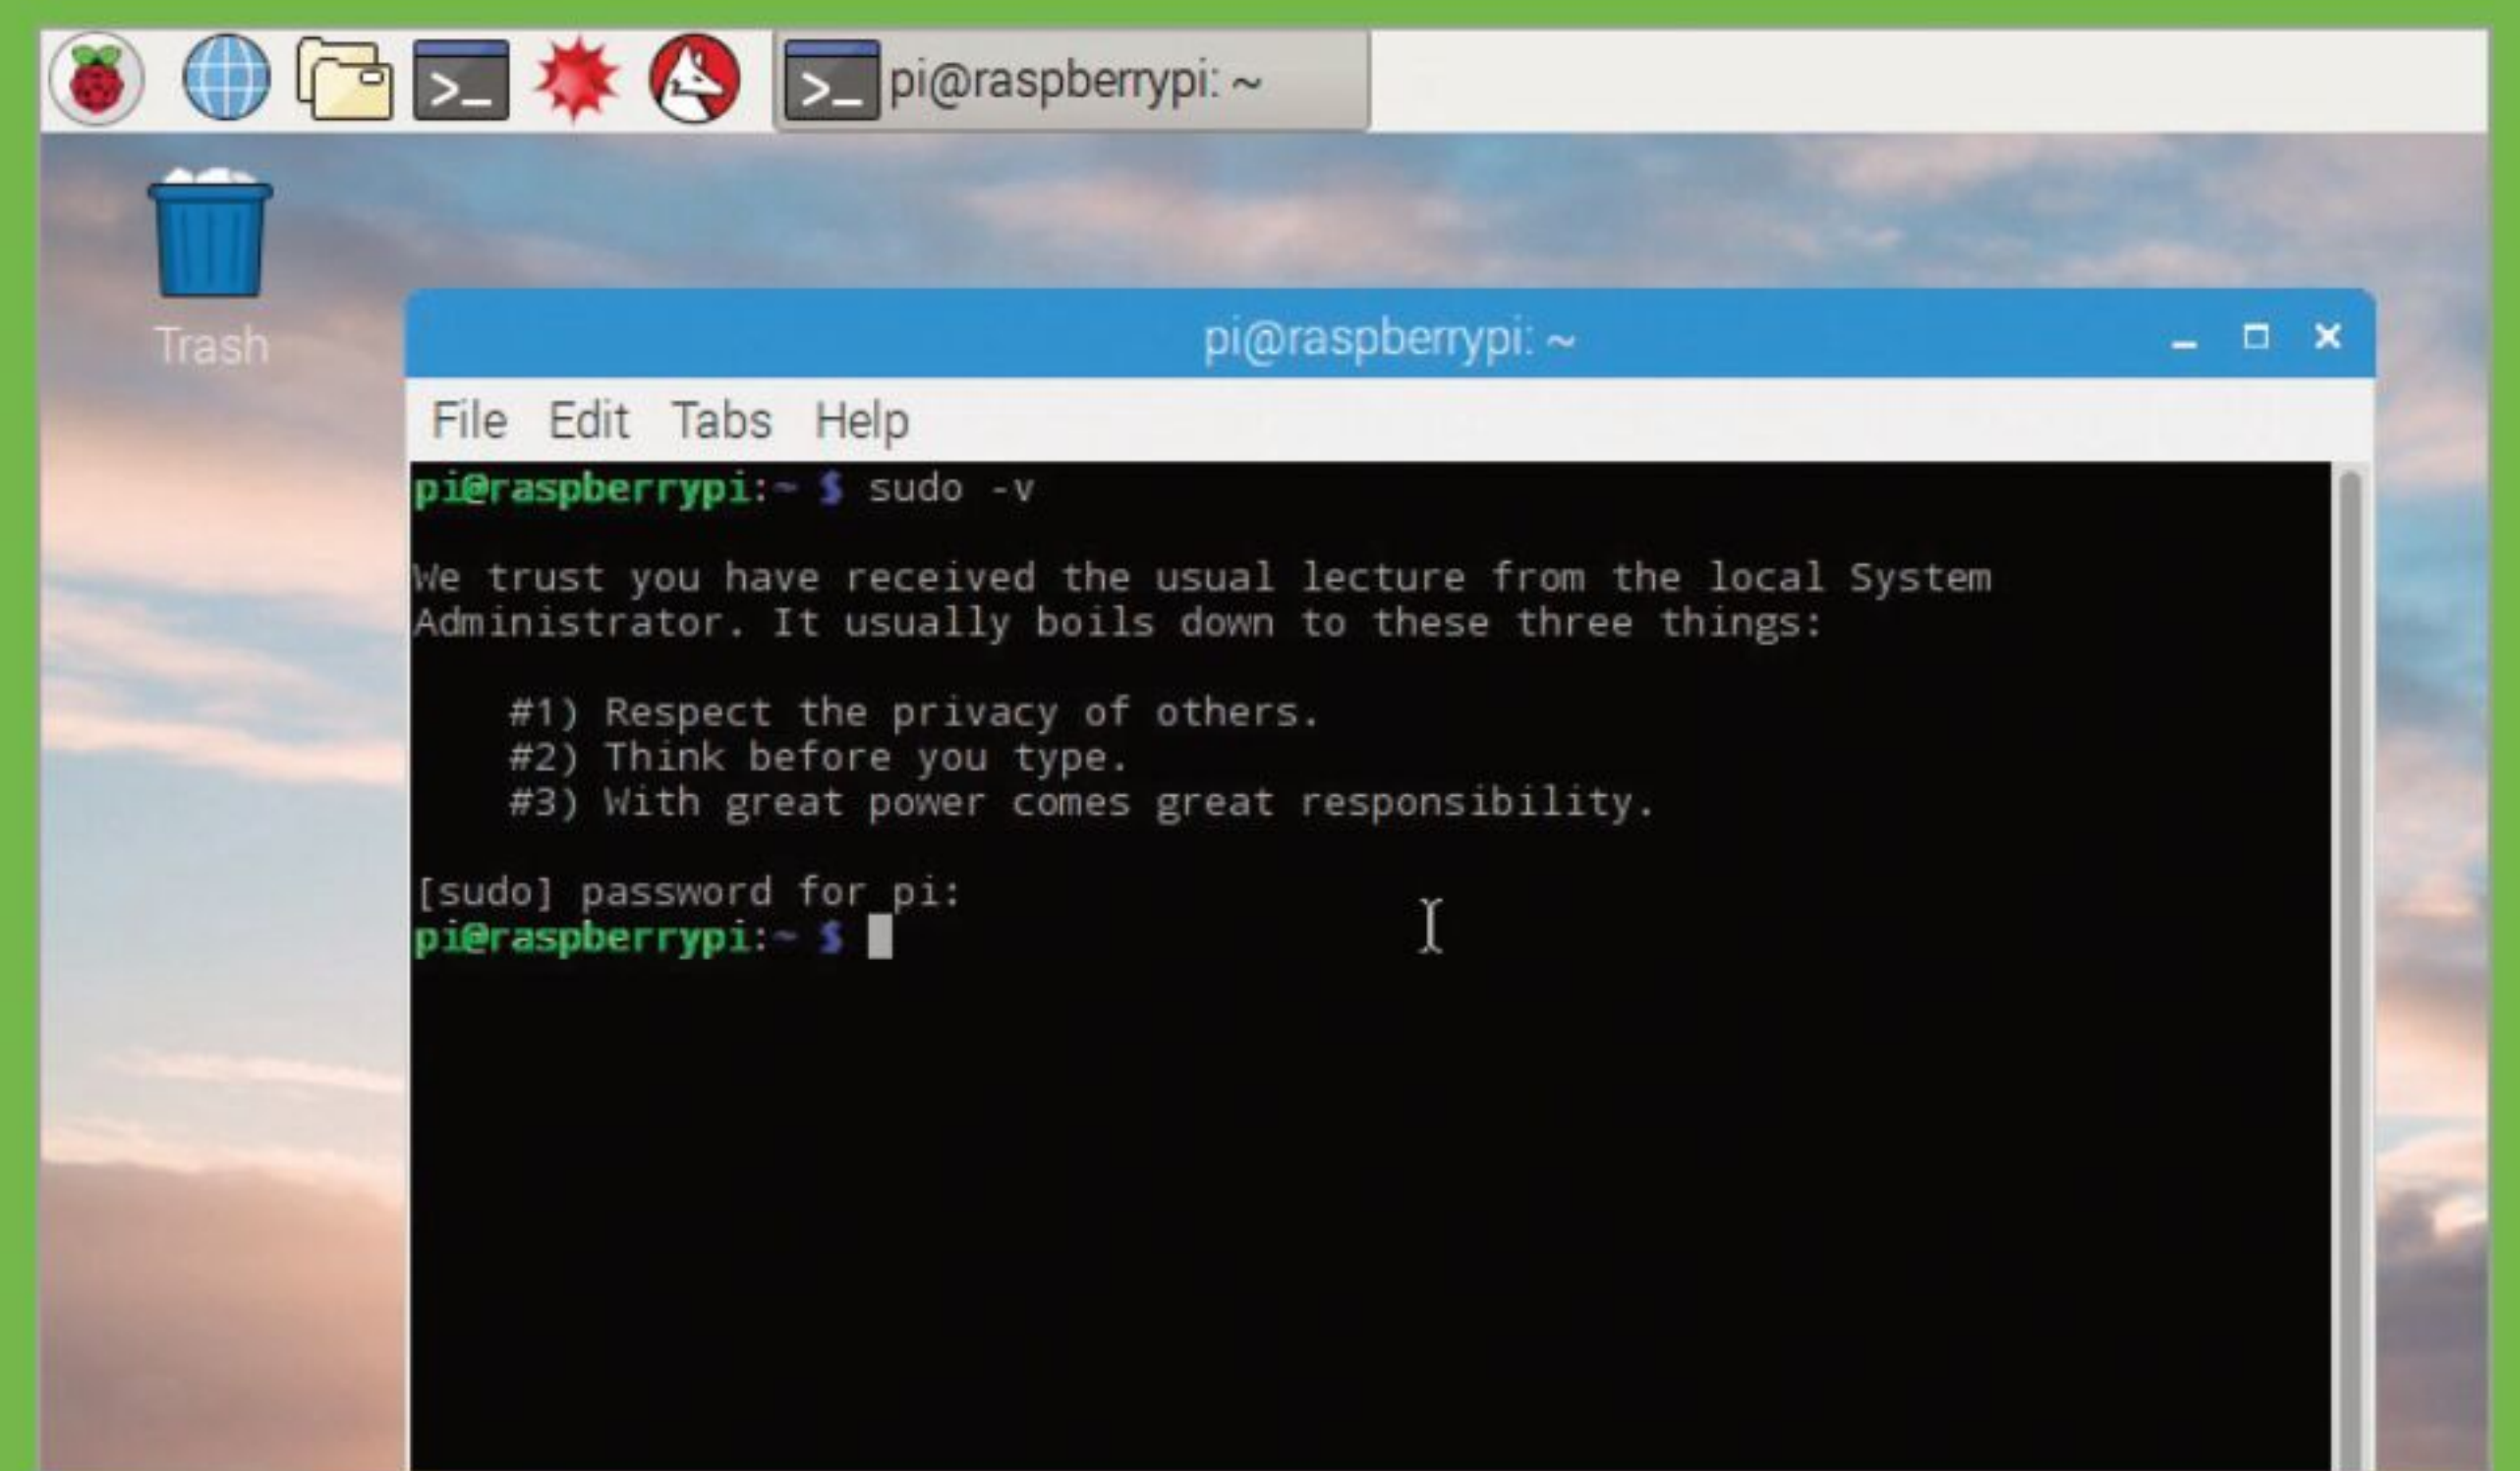 pi@raspberrypi: ~
Trash
pi@raspberrypi: ~
File Edit Tabs Help
pi@raspberrypi:~ $ sudo -v
We trust you have received the usual lecture from the local System
Administrator. It usually boils down to these three things:
#1) Respect the privacy of others.
#2) Think before you type.
#3) With great power comes great responsibility.
[sudo] password for pi:
pi@raspberrypi:~ $